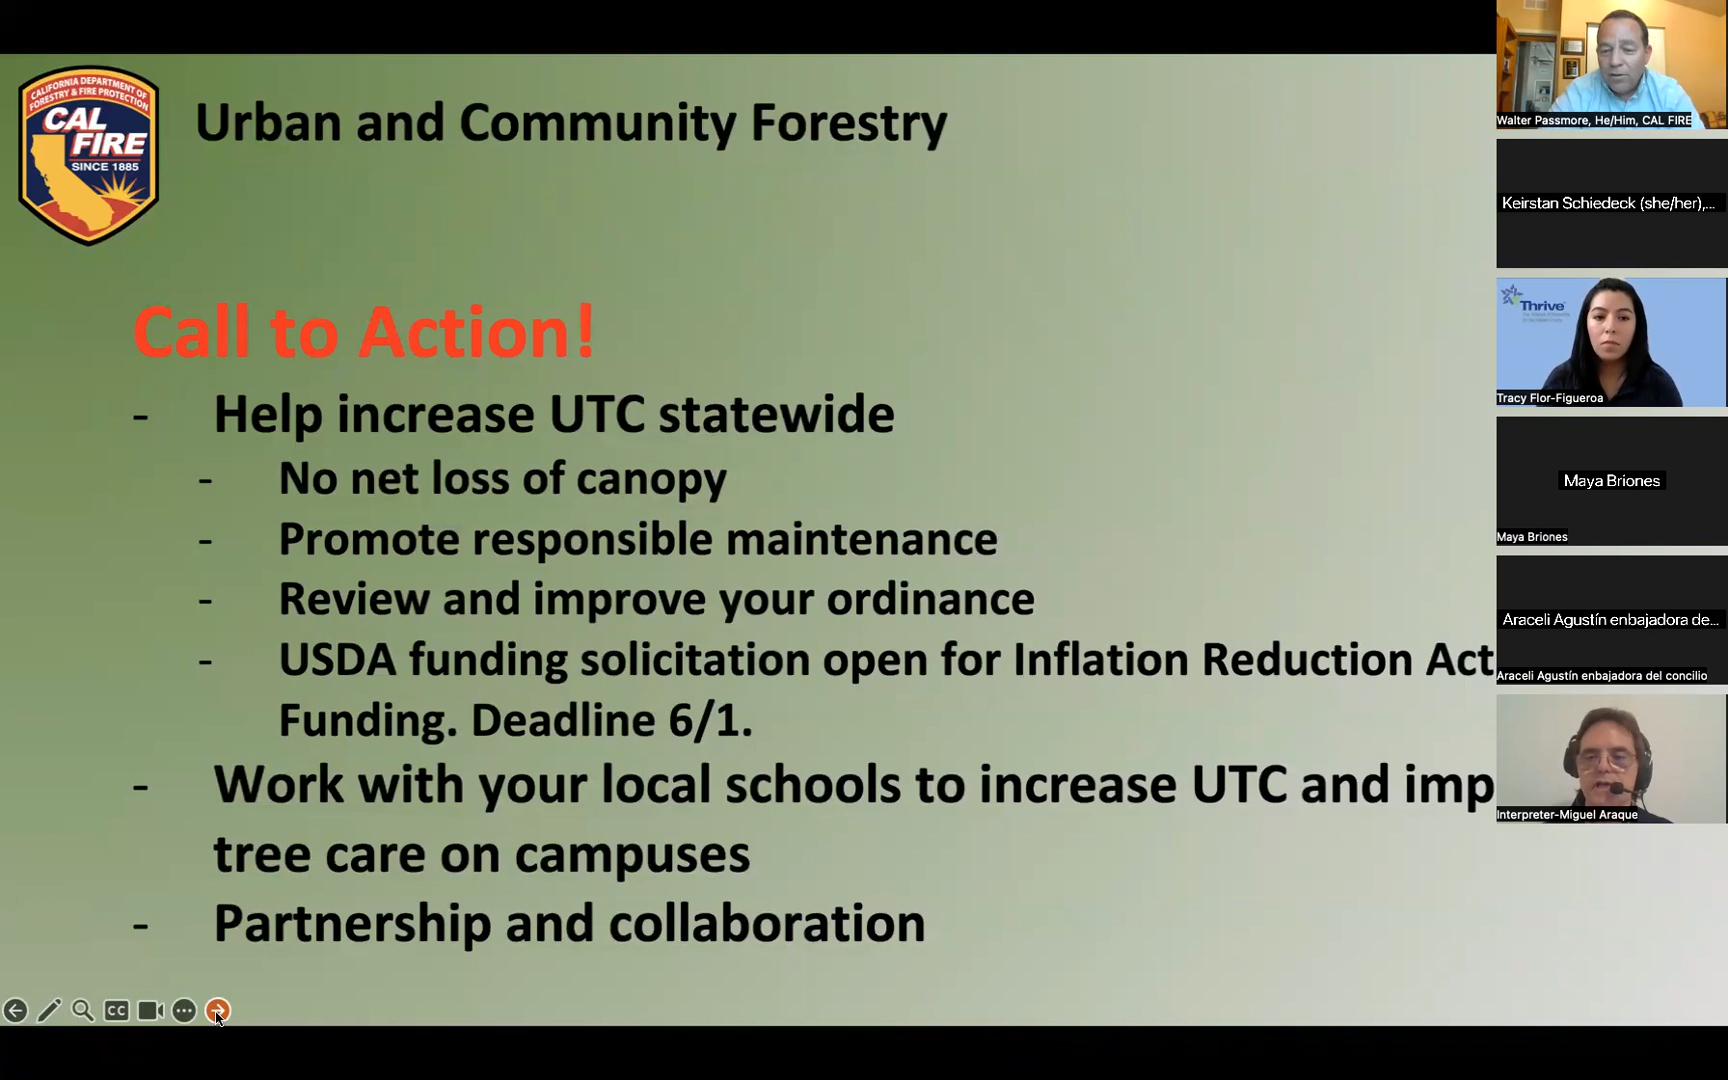 CALIFORNIA DEPARTMENT OF
FORESTRY & FIRE PROTECTION
CAL
FIRE
SINCE 1885
Urban and Community Forestry
Call to Action!
- Help increase UTC statewide
- No net loss of canopy
- Promote responsible maintenance
- Review and improve your ordinance
- USDA funding solicitation open for Inflation Reduction Act
Funding. Deadline 6/1.
- Work with your local schools to increase UTC and imp
tree care on campuses
- Partnership and collaboration
CC
Walter Passmore, He/Him, CAL FIRE
Keirstan Schiedeck (she/her),...
Thrive
Tracy Flor-Figueroa
Maya Briones
Maya Briones
Araceli Agustín enbajadora de...
Araceli Agustín enbajadora del concilio
Interpreter-Miguel Araque